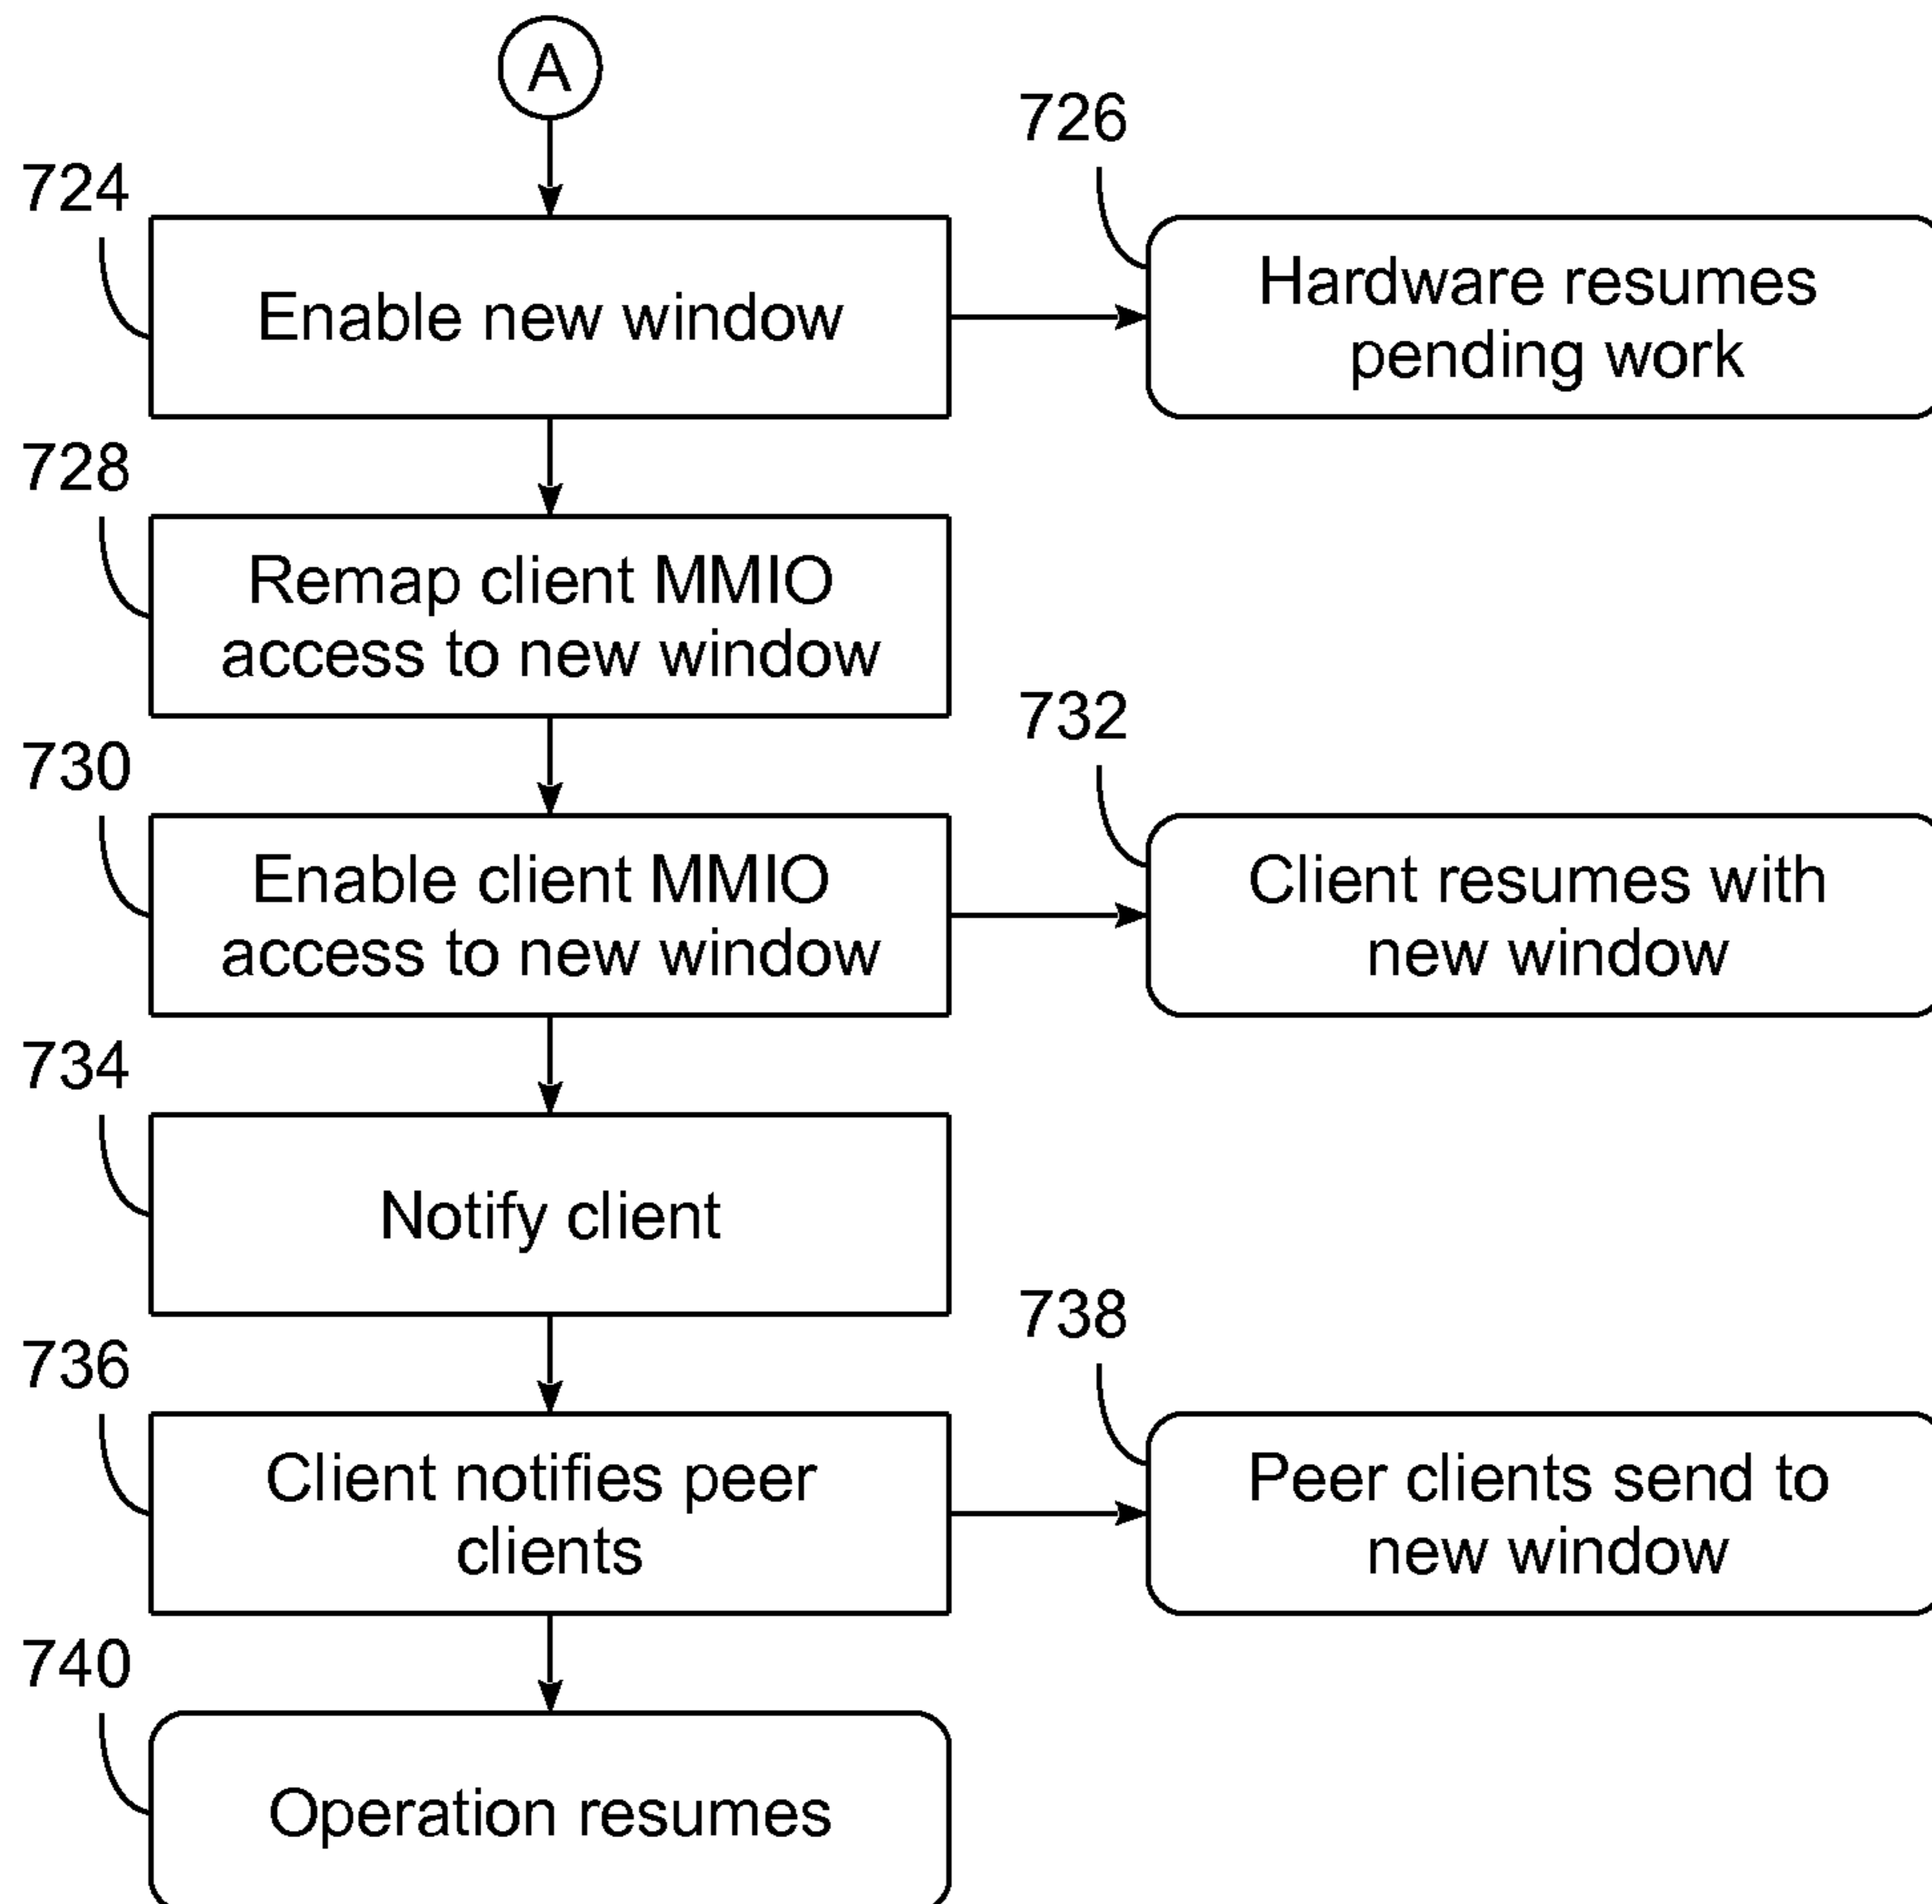 A
726
724
Enable new window
Hardware resumes
pending work
728
Remap client MMIO
access to new window
732
730
Enable client MMIO
access to new window
Client resumes with
new window
734
Notify client
738
736
Client notifies peer
clients
Peer clients send to
new window
740
Operation resumes